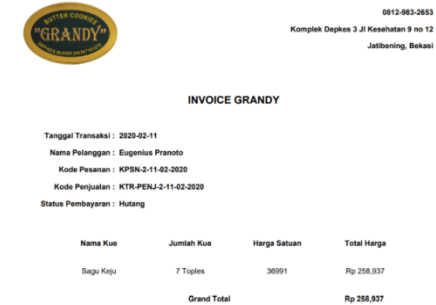 BUTTER COOKIES
"GRANDY"
0812-983-2653
Komplek Depkes 3 Jl Kesehatan 9 no 12
Jatibening, Bekasi
INVOICE GRANDY
Tanggal Transaksi : 2020-02-11
Nama Pelanggan : Eugenius Pranoto
Kode Pesanan : KPSN-2-11-02-2020
Kode Penjualan : KTR-PENJ-2-11-02-2020
Status Pembayaran : Hutang
Nama Kue Jumlah Kue Harga Satuan Total Harga
Sagu Keju 7 Toples 36991 Rp 258,937
Grand Total Rp 258,937